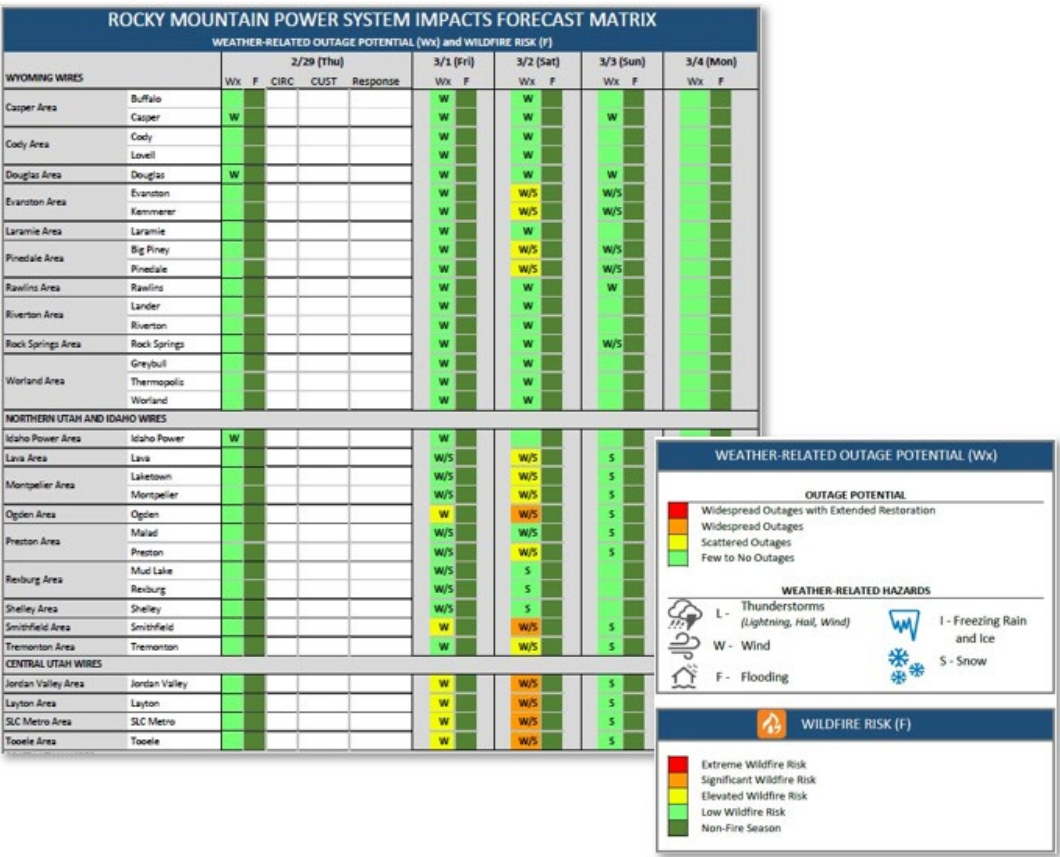 ROCKY MOUNTAIN POWER SYSTEM IMPACTS FORECAST MATRIX
WEATHER-RELATED OUTAGE POTENTIAL (Wx) and WILDFIRE RISK (F)
2/29 (Thu) 3/1 (Fri) 3/2 (Sat) 3/3 (Sun) 3/4 (Mon)
WYOMING WIRES Wx F CIRC CUST Response Wx F Wx F Wx F Wx F
Casper Area Buffalo W W
Casper W W W W
Cody Area Cody W W
Lovell W W
Douglas Area Douglas W W W W
Evanston Area Evanston W W/S W/S
Kemmerer W W/S W/S
Laramie Area Laramie W W
Pinedale Area Big Piney W W/S W/S
Pinedale W W/S W/S
Rawlins Area Rawlins W W W
Riverton Area Lander W W
Riverton W W
Rock Springs Area Rock Springs W W W/S
Worland Area Greybull W W
Thermopolis W W
Worland W W
NORTHERN UTAH AND IDAHO WIRES
Idaho Power Area Idaho Power W W
Lava Area Lava W/S W/S S
Montpelier Area Laketown W/S W/S S
Montpelier W/S W/S S
Ogden Area Ogden W W/S S
Preston Area Malad W/S W/S S
Preston W/S W/S S
Rexburg Area Mud Lake W/S S
Rexburg W/S S
Shelley Area Shelley W/S S
Smithfield Area Smithfield W W/S S
Tremonton Area Tremonton W W/S S
CENTRAL UTAH WIRES
Jordan Valley Area Jordan Valley W W/S S
Layton Area Layton W W/S S
SLC Metro Area SLC Metro W W/S S
Tooele Area Tooele W W/S S
WEATHER-RELATED OUTAGE POTENTIAL (Wx)
OUTAGE POTENTIAL
Widespread Outages with Extended Restoration
Widespread Outages
Scattered Outages
Few to No Outages
WEATHER-RELATED HAZARDS
L - Thunderstorms
(Lightning, Hail, Wind)
W - Wind
F - Flooding
I - Freezing Rain
and Ice
S - Snow
WILDFIRE RISK (F)
Extreme Wildfire Risk
Significant Wildfire Risk
Elevated Wildfire Risk
Low Wildfire Risk
Non-Fire Season